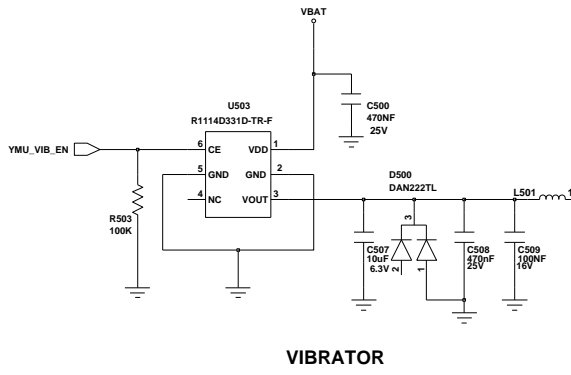 VBAT
U503
R1114D331D-TR-F
C500
470NF
25V
YMU_VIB_EN
6 CE VDD 1
5 GND GND 2
4 NC VOUT 3
R503
100K
D500
DAN222TL
L501 1
3
2 1
C507
10uF
6.3V
C508
470nF
25V
C509
100NF
16V
VIBRATOR